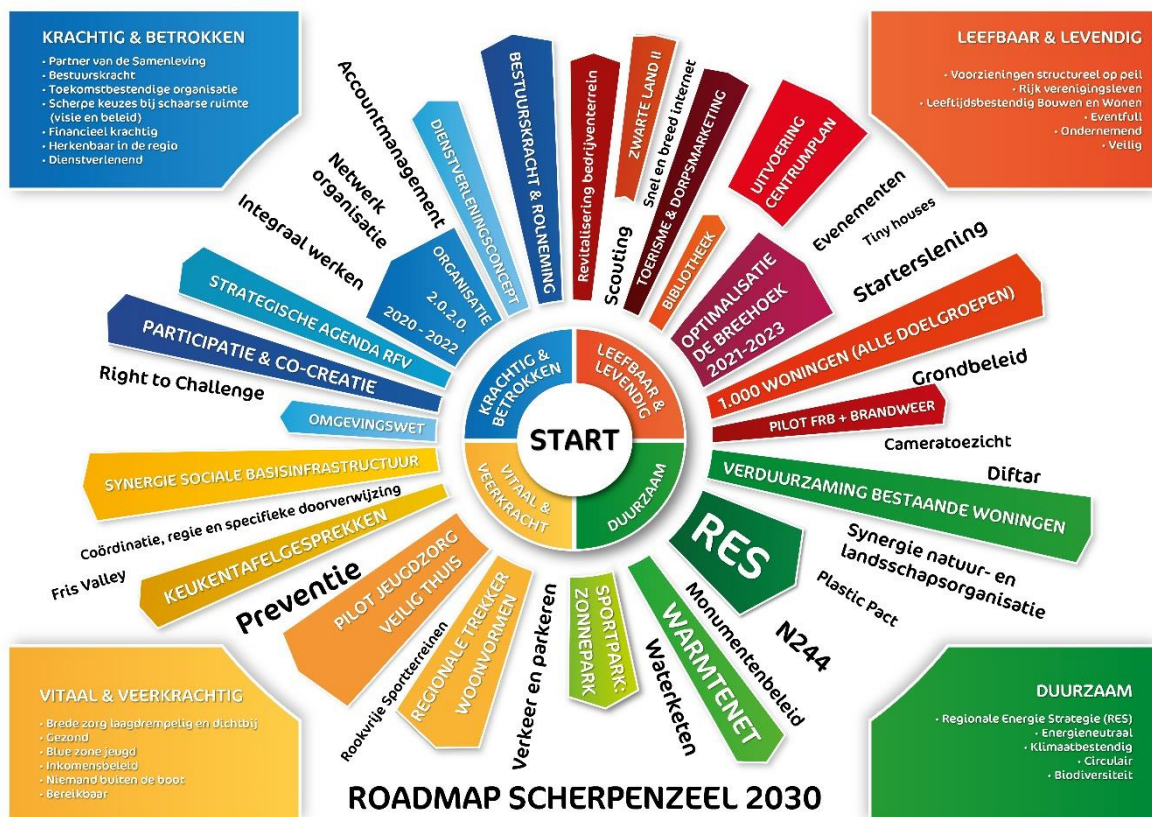 KRACHTIG & BETROKKEN
• Partner van de Samenleving
• Bestuurskracht
• Toekomstbestendige organisatie
• Scherpe keuzes bij schaarse ruimte
(visie en beleid)
• Financieel krachtig
• Herkenbaar in de regio
• Dienstverlenend
LEEFBAAR & LEVENDIG
• Voorzieningen structureel op peil
• Rijk verenigingsleven
• Leeftijdsbestendig Bouwen en Wonen
• Eventfull
• Ondernemend
• Veilig
OMGEVINGSWET
Right to Challenge
PARTICIPATIE & CO-CREATIE
STRATEGISCHE AGENDA RFV
Integraal werken
Netwerk
organisatie
ORGANISATIE
2.0.2.0.
2020 - 2022
Accountmanagement
DIENSTVERLENINGSCONCEPT
BESTUURSKRACHT & ROLNEMING
Revitalisering bedrijventerrein
ZWARTE LAND II
Scouting
Snel en breed internet
TOERISME & DORPSMARKETING
BIBLIOTHEEK
UITVOERING
CENTRUMPLAN
OPTIMALISATIE
DE BREEHOEK
2021-2023
Evenementen
Tiny houses
Starterslening
1.000 WONINGEN (ALLE DOELGROEPEN)
Grondbeleid
PILOT FRB + BRANDWEER
Cameratoezicht
KRACHTIG &
BETROKKEN
LEEFBAAR &
LEVENDIG
START
VITAAL &
VEERKRACHT
DUURZAAM
Diftar
VERDUURZAMING BESTAANDE WONINGEN
Synergie natuur- en
landschapsorganisatie
Plastic Pact
RES
N244
Monumentenbeleid
WARMTENET
Waterketen
SPORTPARK:
ZONNEPARK
Verkeer en parkeren
REGIONALE TREKKER
WOONVORMEN
Rookvrije Sportterreinen
PILOT JEUGDZORG
VEILIG THUIS
Preventie
KEUKENTAFELGESPREKKEN
Fris Valley
Coördinatie, regie en specifieke doorverwijzing
SYNERGIE SOCIALE BASISINFRASTRUCTUUR
VITAAL & VEERKRACHTIG
• Brede zorg laagdrempelig en dichtbij
• Gezond
• Blue zone jeugd
• Inkomensbeleid
• Niemand buiten de boot
• Bereikbaar
DUURZAAM
• Regionale Energie Strategie (RES)
• Energieneutraal
• Klimaatbestendig
• Circulair
• Biodiversiteit
ROADMAP SCHERPENZEEL 2030